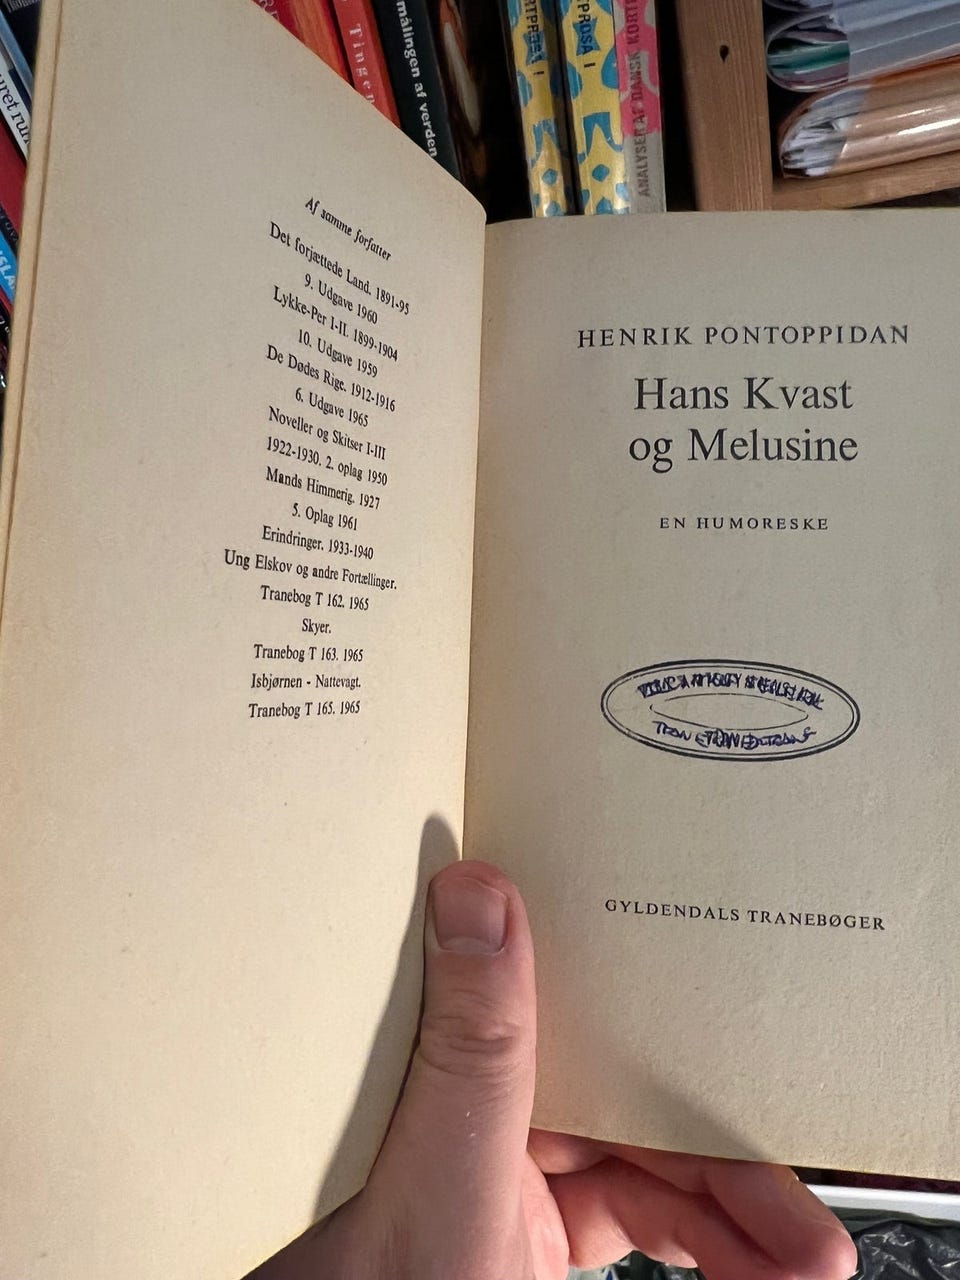 Tingen
målingen af verden
RTPROSA I
PROSA I
ANALYSER AF DANSK KORTP
Af samme forfatter
Det forjættede Land. 1891-95
9. Udgave 1960
Lykke-Per I-II. 1899-1904
10. Udgave 1959
De Dødes Rige. 1912-1916
6. Udgave 1965
Noveller og Skitser I-III
1922-1930. 2. oplag 1950
Mands Himmerig. 1927
5. Oplag 1961
Erindringer. 1933-1940
Ung Elskov og andre Fortællinger.
Tranebog T 162. 1965
Skyer.
Tranebog T 163. 1965
Isbjørnen - Nattevagt.
Tranebog T 165. 1965
HENRIK PONTOPPIDAN
Hans Kvast
og Melusine
EN HUMORESKE
GYLDENDALS TRANEBØGER